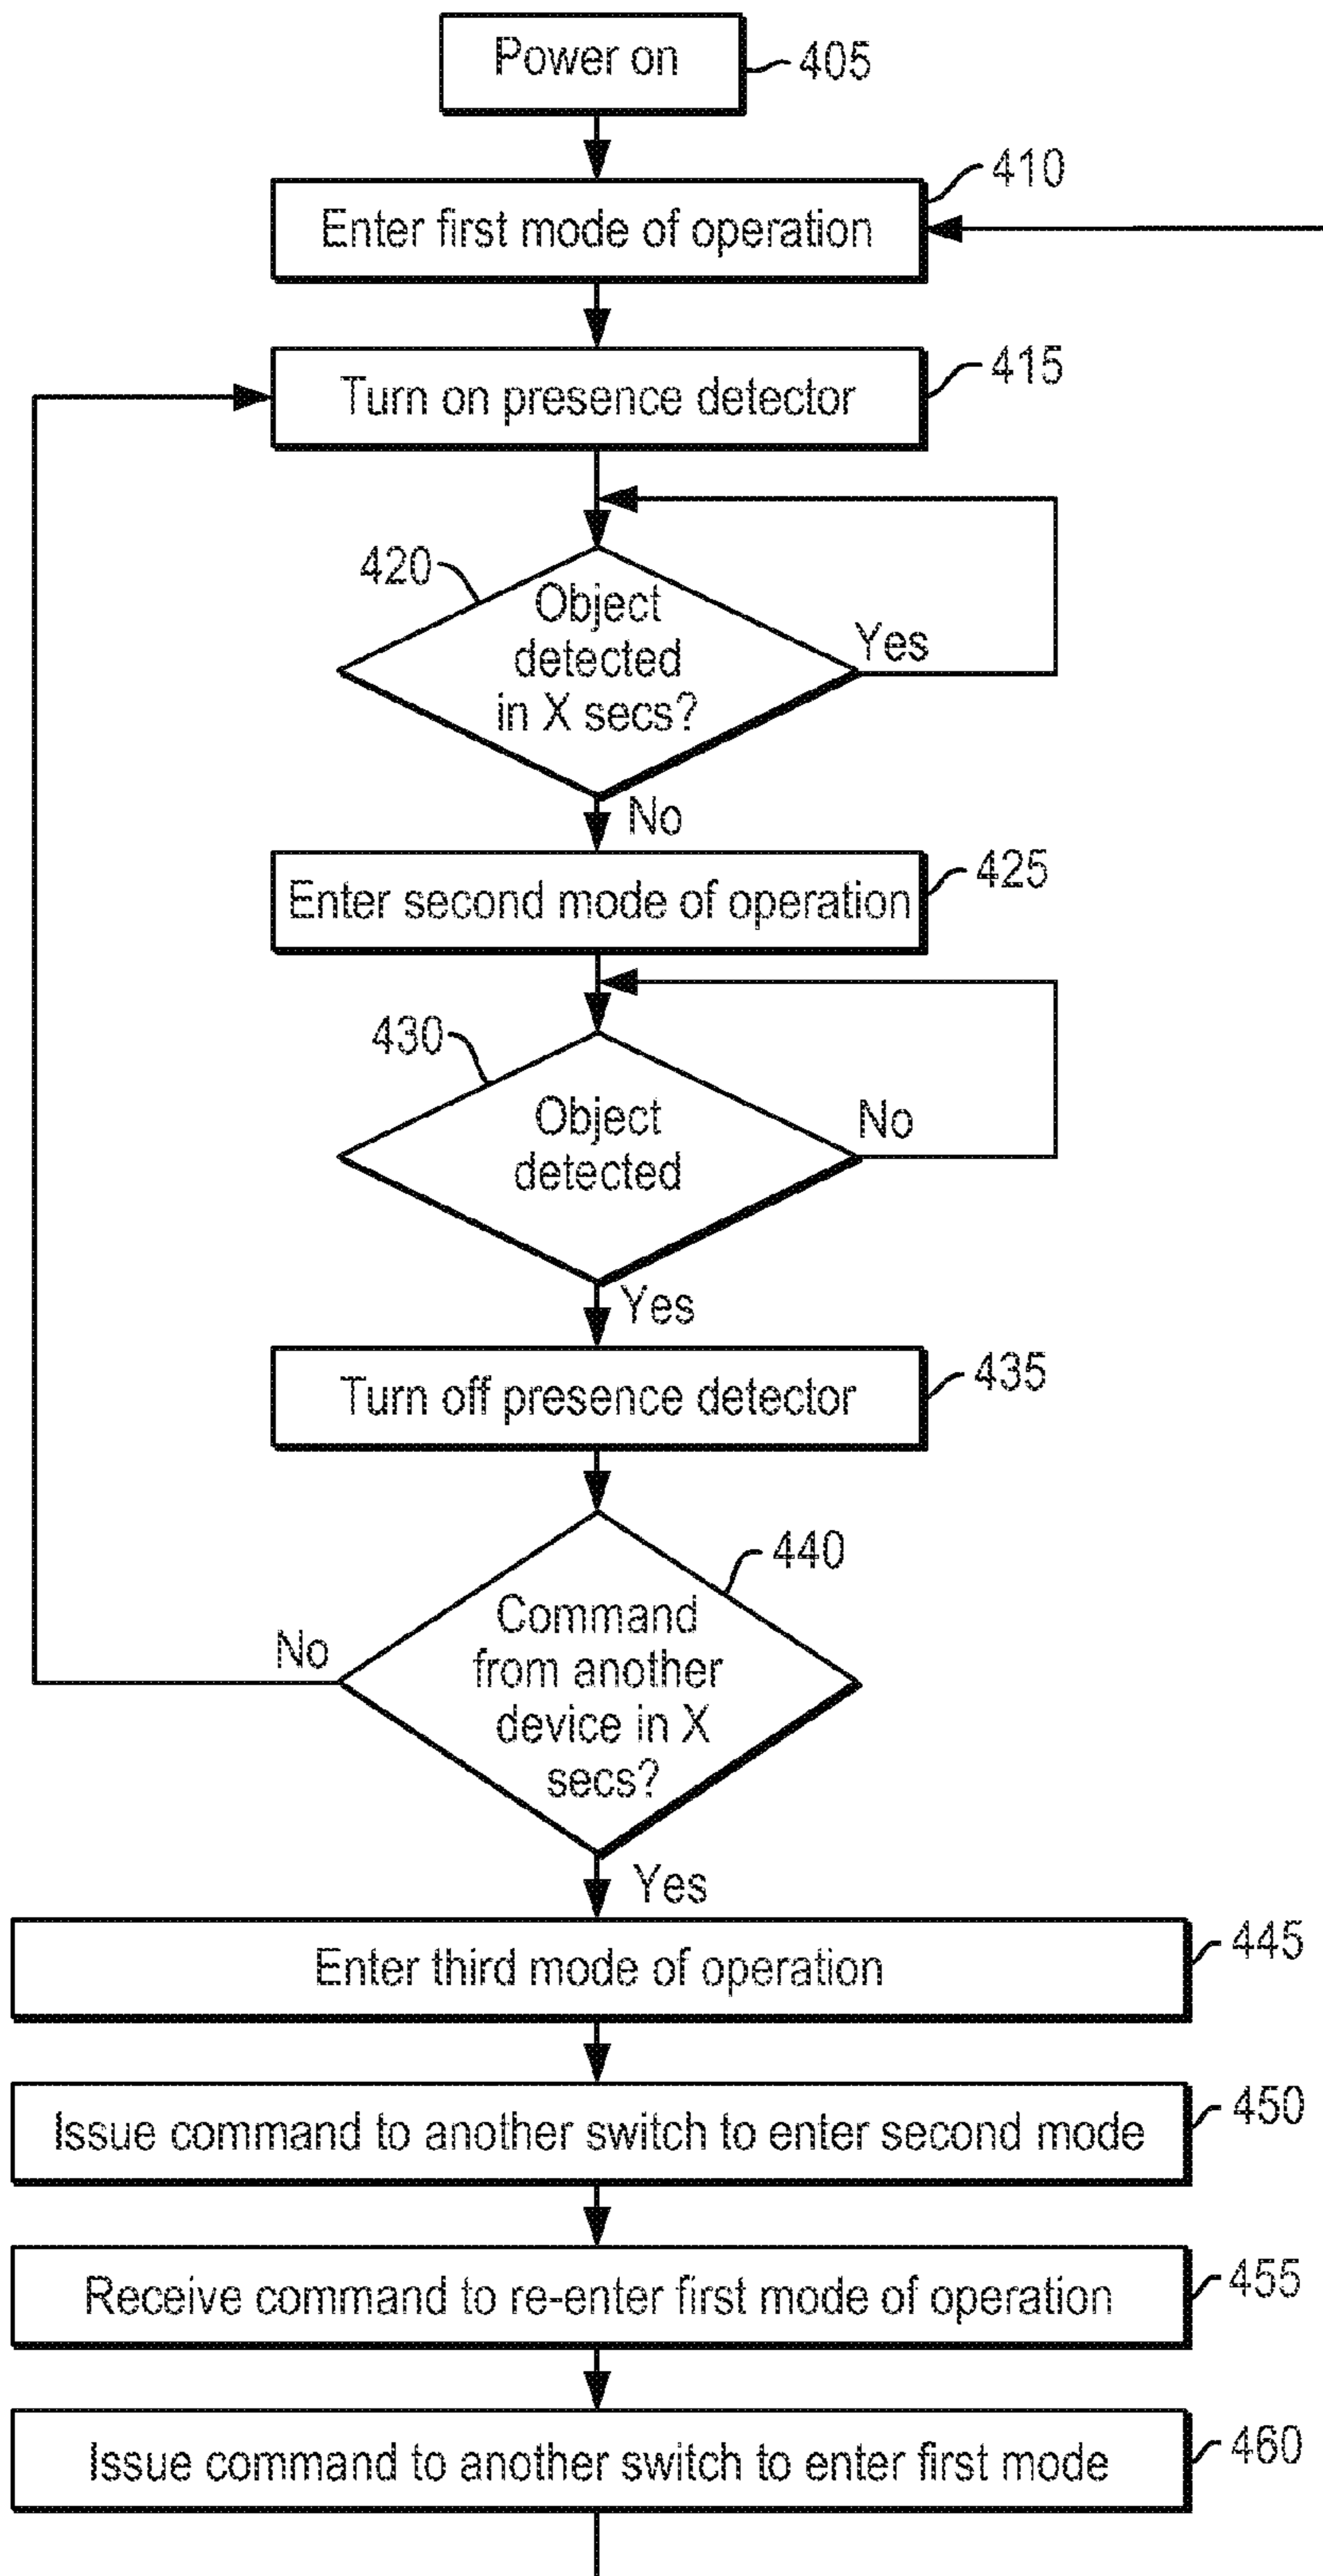 Power on
405
410
Enter first mode of operation
415
Turn on presence detector
420
Object
detected
in X secs?
Yes
No
425
Enter second mode of operation
430
Object
detected
No
Yes
435
Turn off presence detector
440
Command
from another
device in X
secs?
No
Yes
445
Enter third mode of operation
450
Issue command to another switch to enter second mode
455
Receive command to re-enter first mode of operation
460
Issue command to another switch to enter first mode